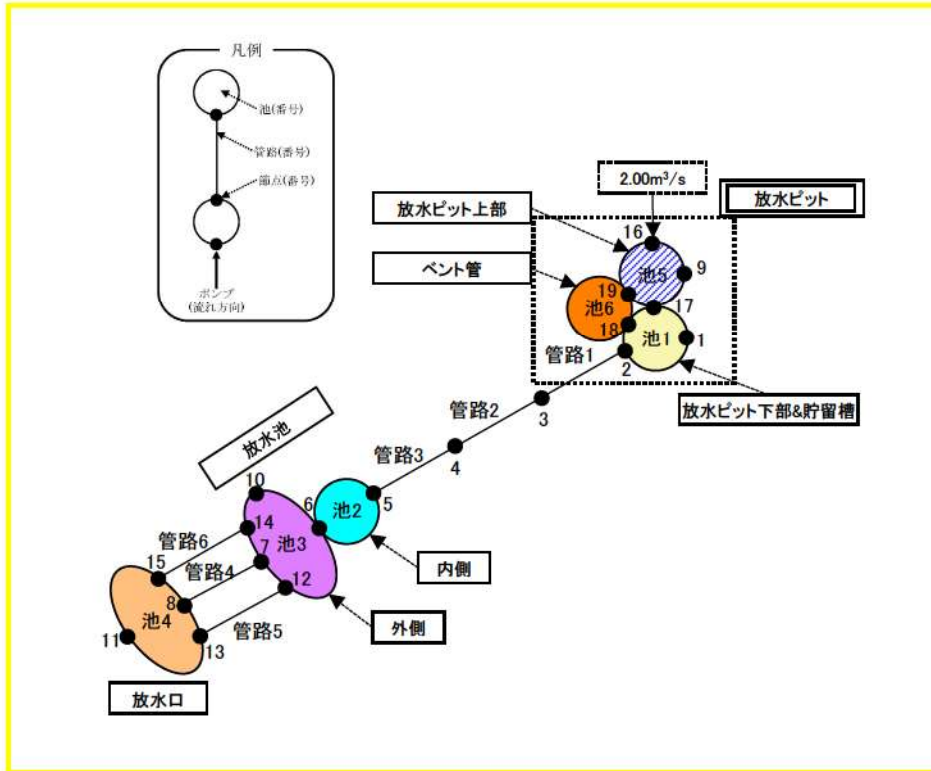 凡例
池(番号)
管路(番号)
節点(番号)
ポンプ
(流れ方向)
2.00m³/s
放水ピット
放水ピット上部
ベント管
16
池5
9
19
17
池6
18
池1
1
管路1
2
放水ピット下部&貯留槽
3
管路2
4
管路3
5
放水池
10
6
池2
14
池3
管路6
7
15
管路4
12
内側
8
池4
管路5
外側
11
13
放水口